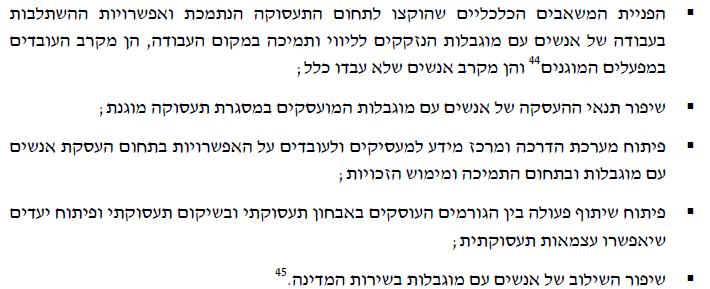 ▪ הפניית המשאבים הכלכליים שהוקצו לתחום התעסוקה הנתמכת ואפשרויות ההשתלבות
בעבודה של אנשים עם מוגבלות הנזקקים לליווי ותמיכה במקום העבודה, הן מקרב העובדים
במפעלים המוגנים44 והן מקרב אנשים שלא עבדו כלל;
▪ שיפור תנאי ההעסקה של אנשים עם מוגבלות המועסקים במסגרת תעסוקה מוגנת;
▪ פיתוח מערכת הדרכה ומרכז מידע למעסיקים ולעובדים על האפשרויות בתחום העסקת אנשים
עם מוגבלות ובתחום התמיכה ומימוש הזכויות;
▪ פיתוח שיתוף פעולה בין הגורמים העוסקים באבחון תעסוקתי ובשיקום תעסוקתי ופיתוח יעדים
שיאפשרו עצמאות תעסוקתית;
▪ שיפור השילוב של אנשים עם מוגבלות בשירות המדינה.45